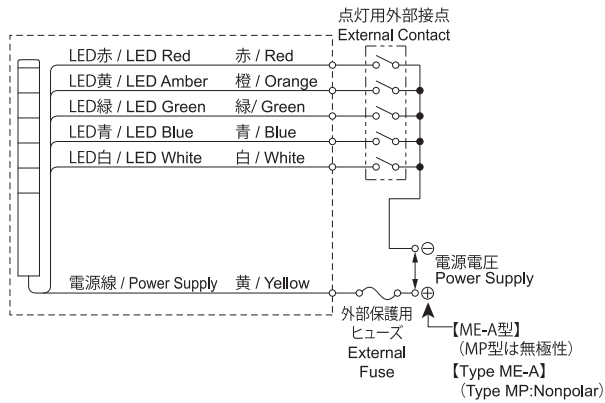 点灯用外部接点
External Contact
LED赤 / LED Red 赤 / Red
LED黄 / LED Amber 橙 / Orange
LED緑 / LED Green 緑/ Green
LED青 / LED Blue 青 / Blue
LED白 / LED White 白 / White
⊖
電源電圧
Power Supply
電源線 / Power Supply 黄 / Yellow
⊕
外部保護用
ヒューズ
External
Fuse
【ME-A型】
（MP型は無極性）
【Type ME-A】
（Type MP:Nonpolar）